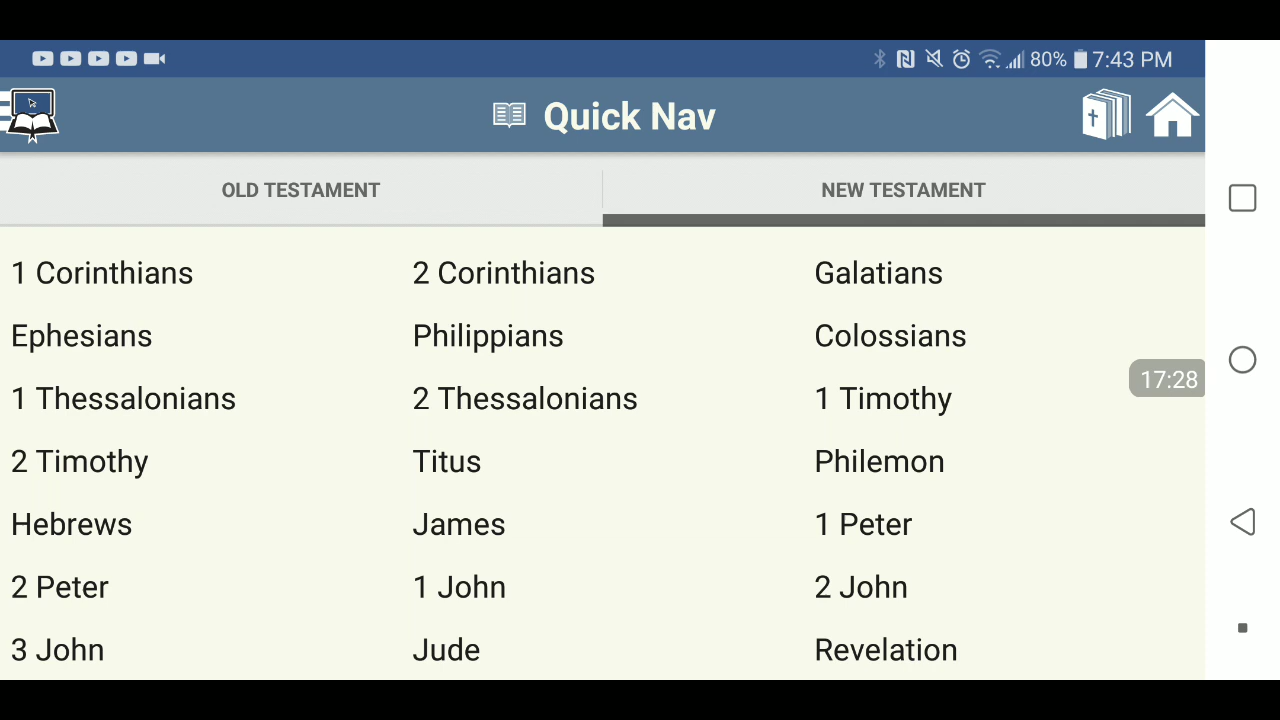 80% 7:43 PM
Quick Nav
OLD TESTAMENT NEW TESTAMENT
1 Corinthians 2 Corinthians Galatians
Ephesians Philippians Colossians
1 Thessalonians 2 Thessalonians 1 Timothy
17:28
2 Timothy Titus Philemon
Hebrews James 1 Peter
2 Peter 1 John 2 John
3 John Jude Revelation